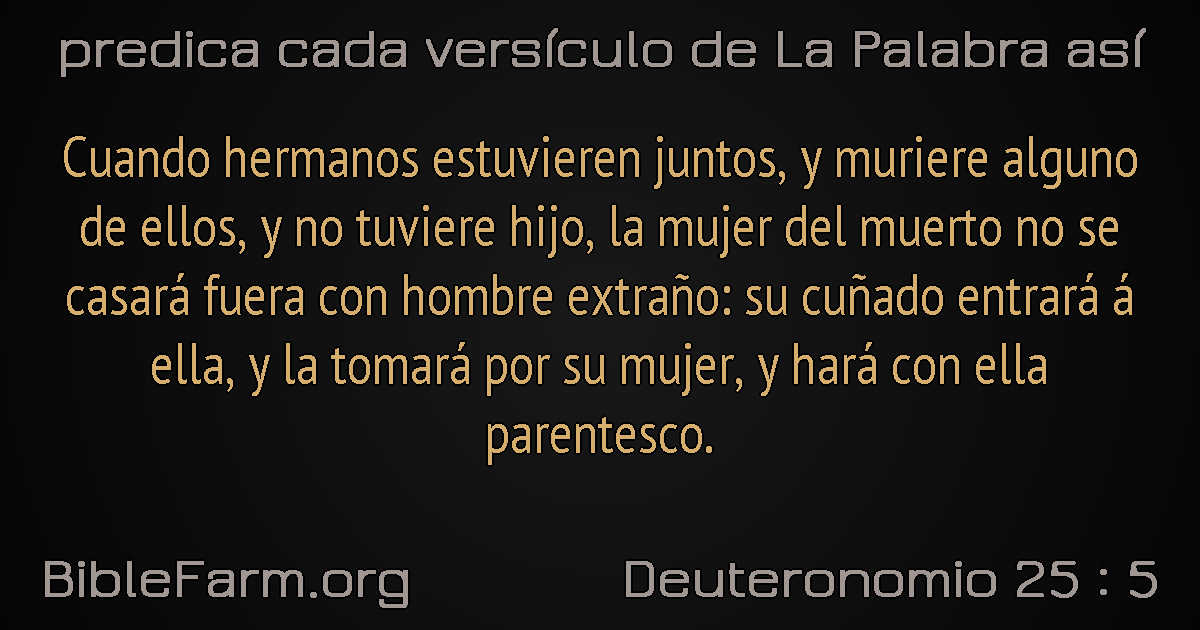 predica cada versículo de La Palabra así
Cuando hermanos estuvieren juntos, y muriere alguno
de ellos, y no tuviere hijo, la mujer del muerto no se
casará fuera con hombre extraño: su cuñado entrará á
ella, y la tomará por su mujer, y hará con ella
parentesco.
BibleFarm.org
Deuteronomio 25 : 5